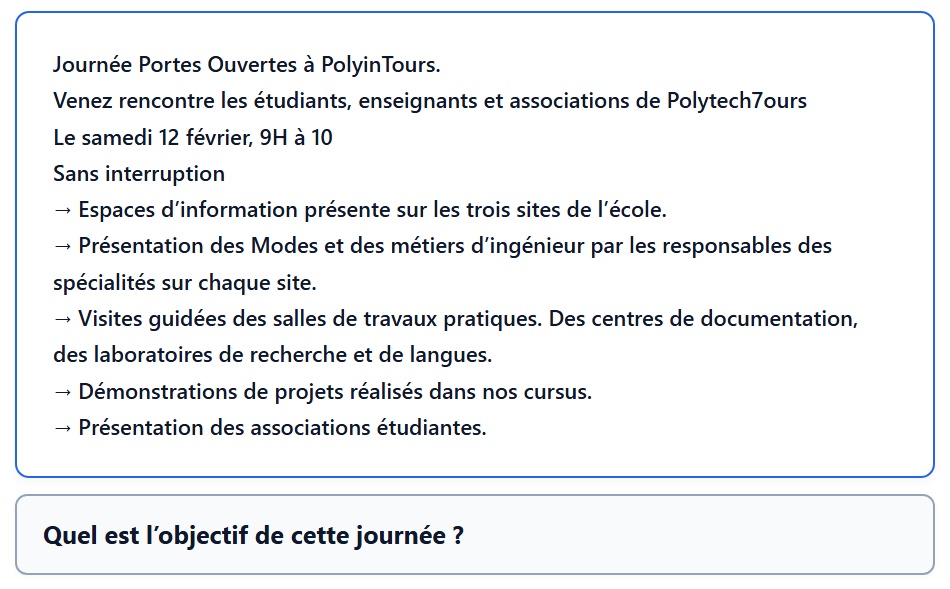 Journée Portes Ouvertes à PolyinTours.
Venez rencontre les étudiants, enseignants et associations de Polytech7ours
Le samedi 12 février, 9H à 10
Sans interruption
→ Espaces d’information présente sur les trois sites de l’école.
→ Présentation des Modes et des métiers d’ingénieur par les responsables des
spécialités sur chaque site.
→ Visites guidées des salles de travaux pratiques. Des centres de documentation,
des laboratoires de recherche et de langues.
→ Démonstrations de projets réalisés dans nos cursus.
→ Présentation des associations étudiantes.
Quel est l’objectif de cette journée ?